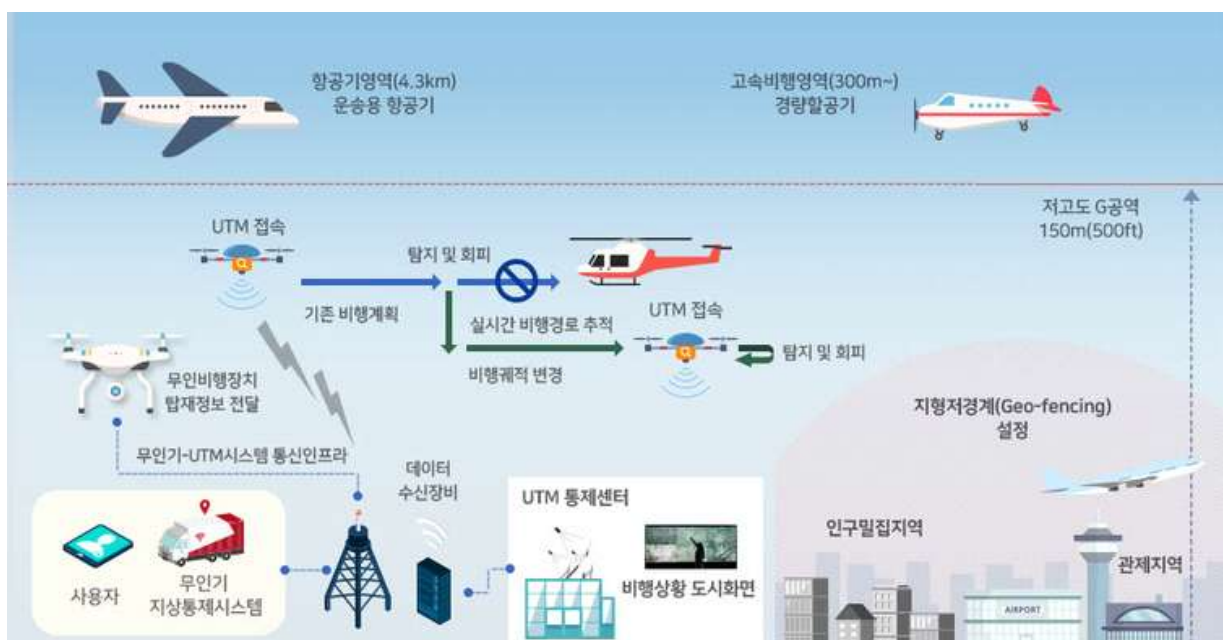 항공기영역(4.3km)
운송용 항공기
고속비행영역(300m~)
경량할공기
저고도 G공역
150m(500ft)
UTM 접속
탐지 및 회피
기존 비행계획
실시간 비행경로 추적
UTM 접속
비행궤적 변경
탐지 및 회피
무인비행장치
탑재정보 전달
지형저경계(Geo-fencing)
설정
무인기-UTM시스템 통신인프라
데이터
수신장비
UTM 통제센터
비행상황 도시화면
사용자
무인기
지상통제시스템
인구밀집지역
관제지역
AIRPORT